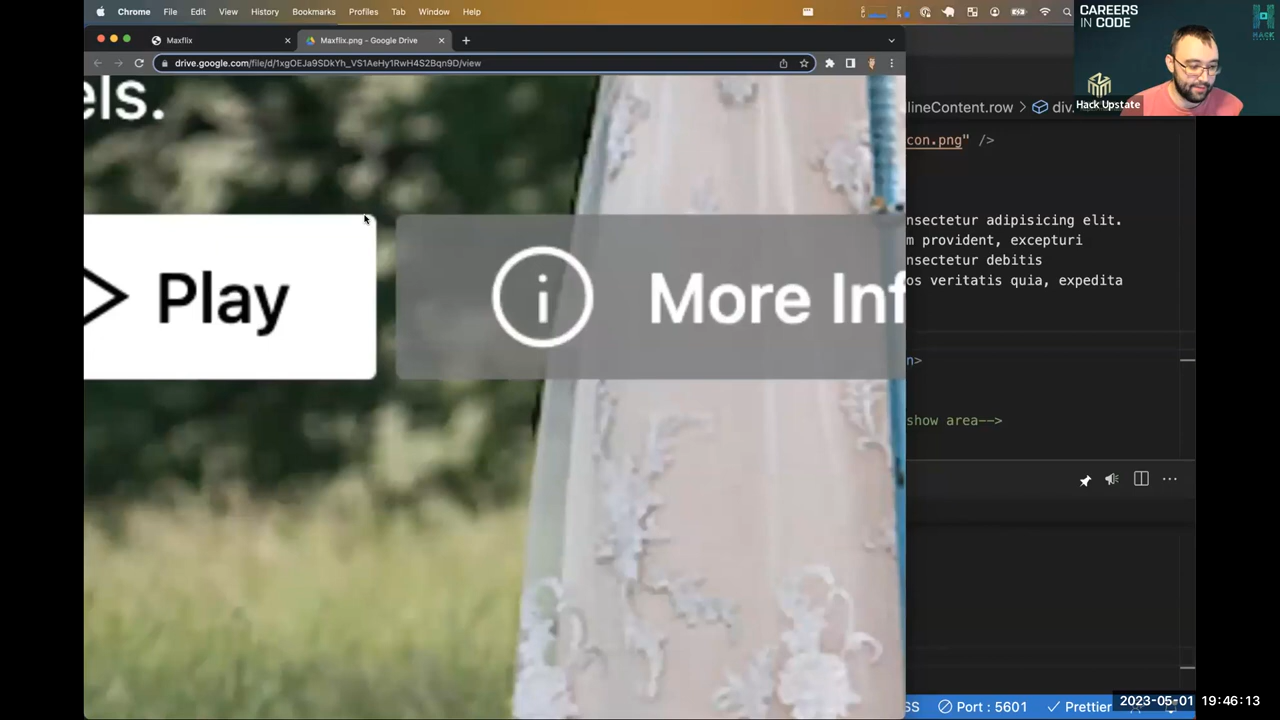 Chrome File Edit View History Bookmarks Profiles Tab Window Help
CAREERS
IN CODE
HACK
Hack Upstate
Maxflix
Maxflix.png - Google Drive
drive.google.com/file/d/1xgOEJa9SDkYh_VS1AeHy1RwH4S2Bqn9D/view
els.
Play
More Inf
lineContent.row > div.
con.png" />
nsectetur adipisicing elit.
m provident, excepturi
nsectetur debitis
os veritatis quia, expedita
n>
show area-->
SS Port : 5601 Prettier
2023-05-01 19:46:13